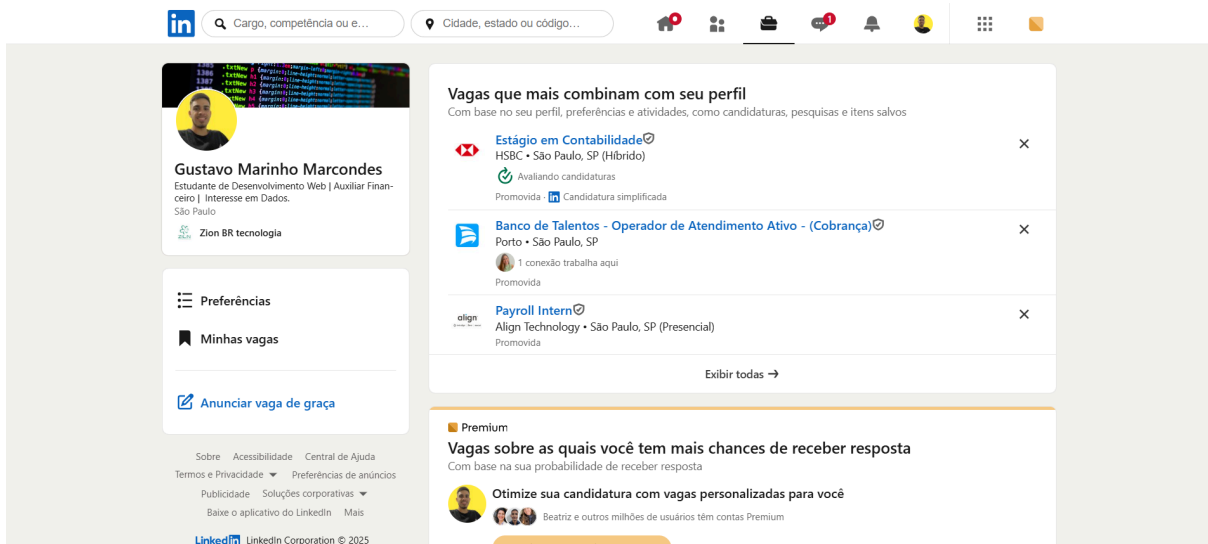 in
Cargo, competência ou e...
Cidade, estado ou código...
1
Vagas que mais combinam com seu perfil
Com base no seu perfil, preferências e atividades, como candidaturas, pesquisas e itens salvos
Estágio em Contabilidade
HSBC • São Paulo, SP (Híbrido)
Avaliando candidaturas
Promovida · in Candidatura simplificada
Banco de Talentos - Operador de Atendimento Ativo - (Cobrança)
Porto • São Paulo, SP
1 conexão trabalha aqui
Promovida
align
Payroll Intern
Align Technology • São Paulo, SP (Presencial)
Promovida
Exibir todas →
Gustavo Marinho Marcondes
Estudante de Desenvolvimento Web | Auxiliar Finan-
ceiro | Interesse em Dados.
São Paulo
Zion BR tecnologia
Preferências
Minhas vagas
Anunciar vaga de graça
Sobre Acessibilidade Central de Ajuda
Termos e Privacidade Preferências de anúncios
Publicidade Soluções corporativas
Baixe o aplicativo do LinkedIn Mais
Linked in LinkedIn Corporation © 2025
Premium
Vagas sobre as quais você tem mais chances de receber resposta
Com base na sua probabilidade de receber resposta
Otimize sua candidatura com vagas personalizadas para você
Beatriz e outros milhões de usuários têm contas Premium